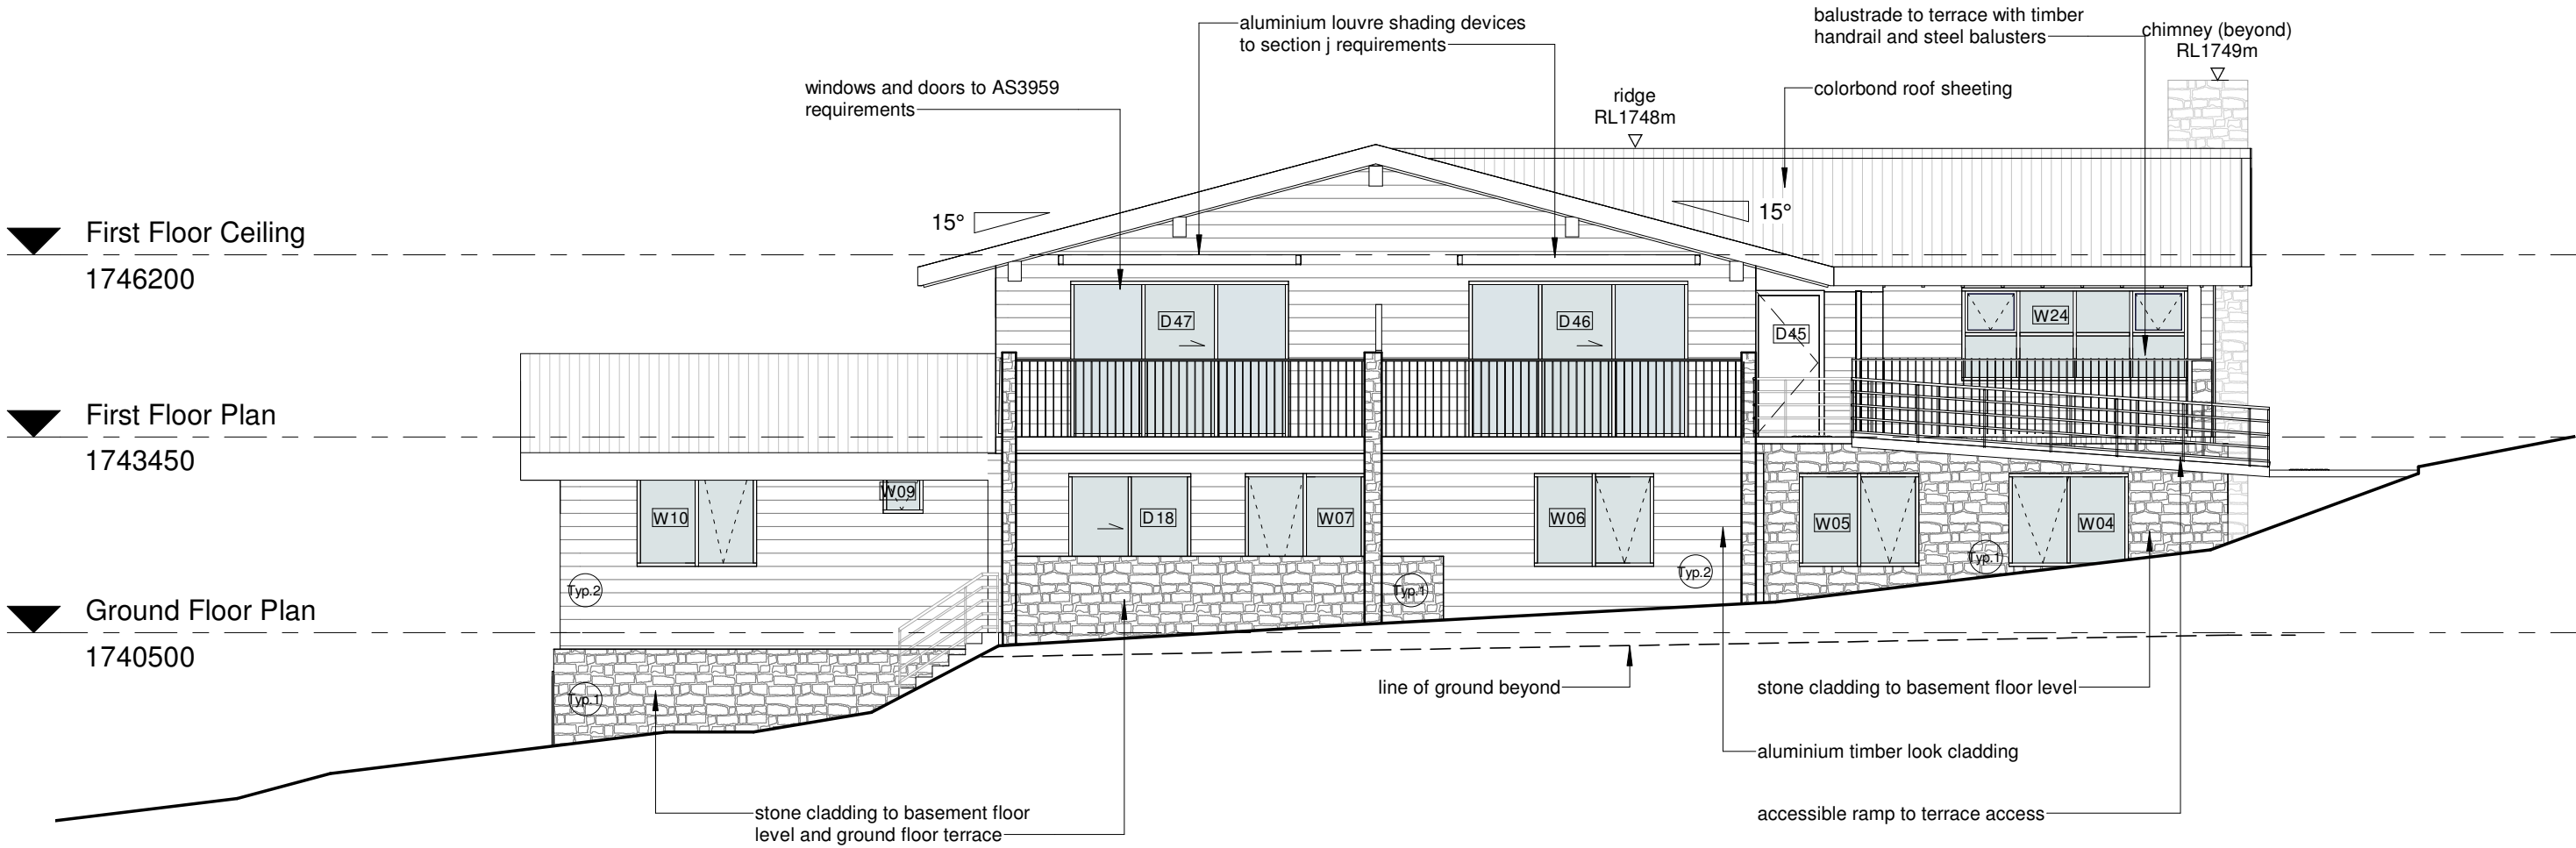 aluminium louvre shading devices
to section j requirements
balustrade to terrace with timber
handrail and steel balusters
chimney (beyond)
RL1749m
windows and doors to AS3959
requirements
ridge
RL1748m
colorbond roof sheeting
15°
15°
First Floor Ceiling
1746200
D47
D46
D45
W24
First Floor Plan
1743450
W10
W09
D18
W07
W06
W05
W04
Typ.2
Typ.1
Typ.2
Typ.1
Ground Floor Plan
1740500
Typ.1
line of ground beyond
stone cladding to basement floor level
aluminium timber look cladding
stone cladding to basement floor
level and ground floor terrace
accessible ramp to terrace access